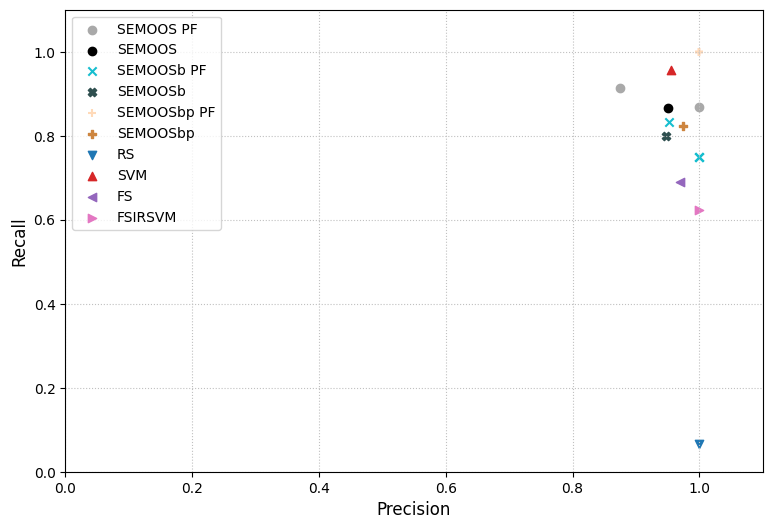 SEMOOS PF
SEMOOS
SEMOOSb PF
SEMOOSb
SEMOOSbp PF
SEMOOSbp
RS
SVM
FS
FSIRSVM
Recall
1.0
0.8
0.6
0.4
0.2
0.0
0.0 0.2 0.4 0.6 0.8 1.0
Precision